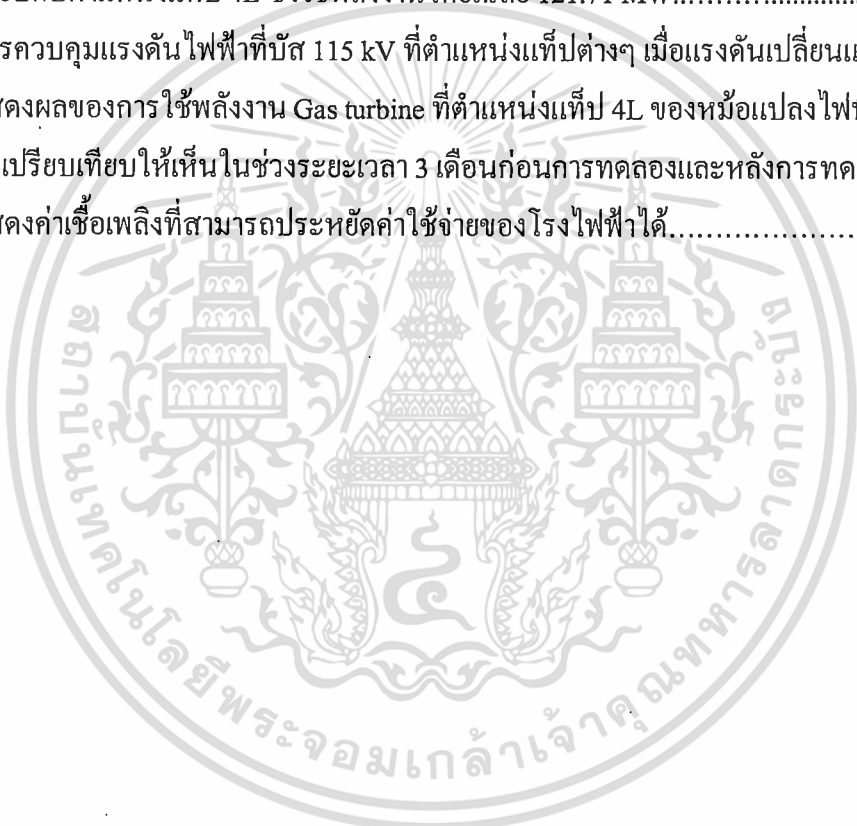 รควบคุมแรงดันไฟฟ้าที่บัส 115 kV ที่ตำแหน่งแท็ปต่างๆ เมื่อแรงดันเปลี่ยนแ
สดงผลของการใช้พลังงาน Gas turbine ที่ตำแหน่งแท็ป 4L ของหม้อแปลงไฟฟ
เปรียบเทียบให้เห็นในช่วงระยะเวลา 3 เดือนก่อนการทดลองและหลังการทด
สดงค่าเชื้อเพลิงที่สามารถประหยัดค่าใช้จ่ายของโรงไฟฟ้าได้.....................
สถาบันเทคโนโลยีพระจอมเกล้าเจ้าคุณทหารลาดกระบัง